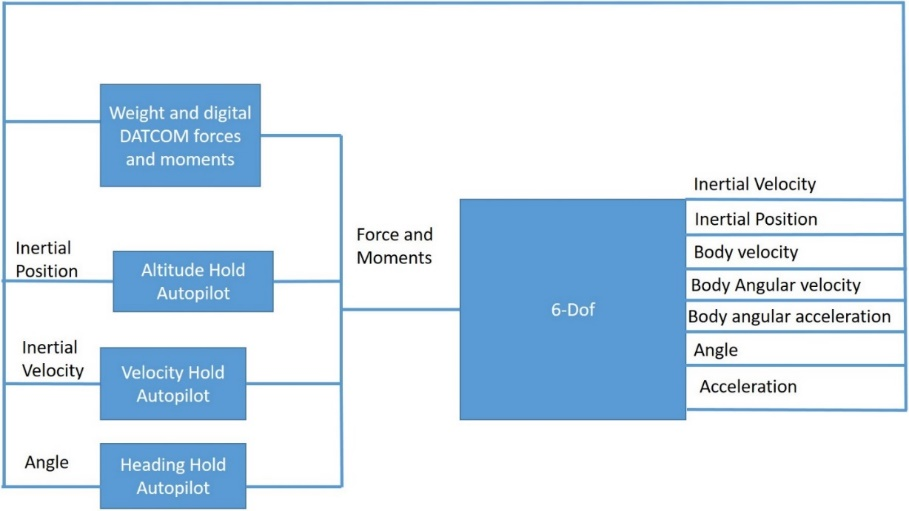 Weight and digital
DATCOM forces
and moments
Inertial
Position
Altitude Hold
Autopilot
Inertial
Velocity
Velocity Hold
Autopilot
Angle
Heading Hold
Autopilot
Force and
Moments
6-Dof
Inertial Velocity
Inertial Position
Body velocity
Body Angular velocity
Body angular acceleration
Angle
Acceleration